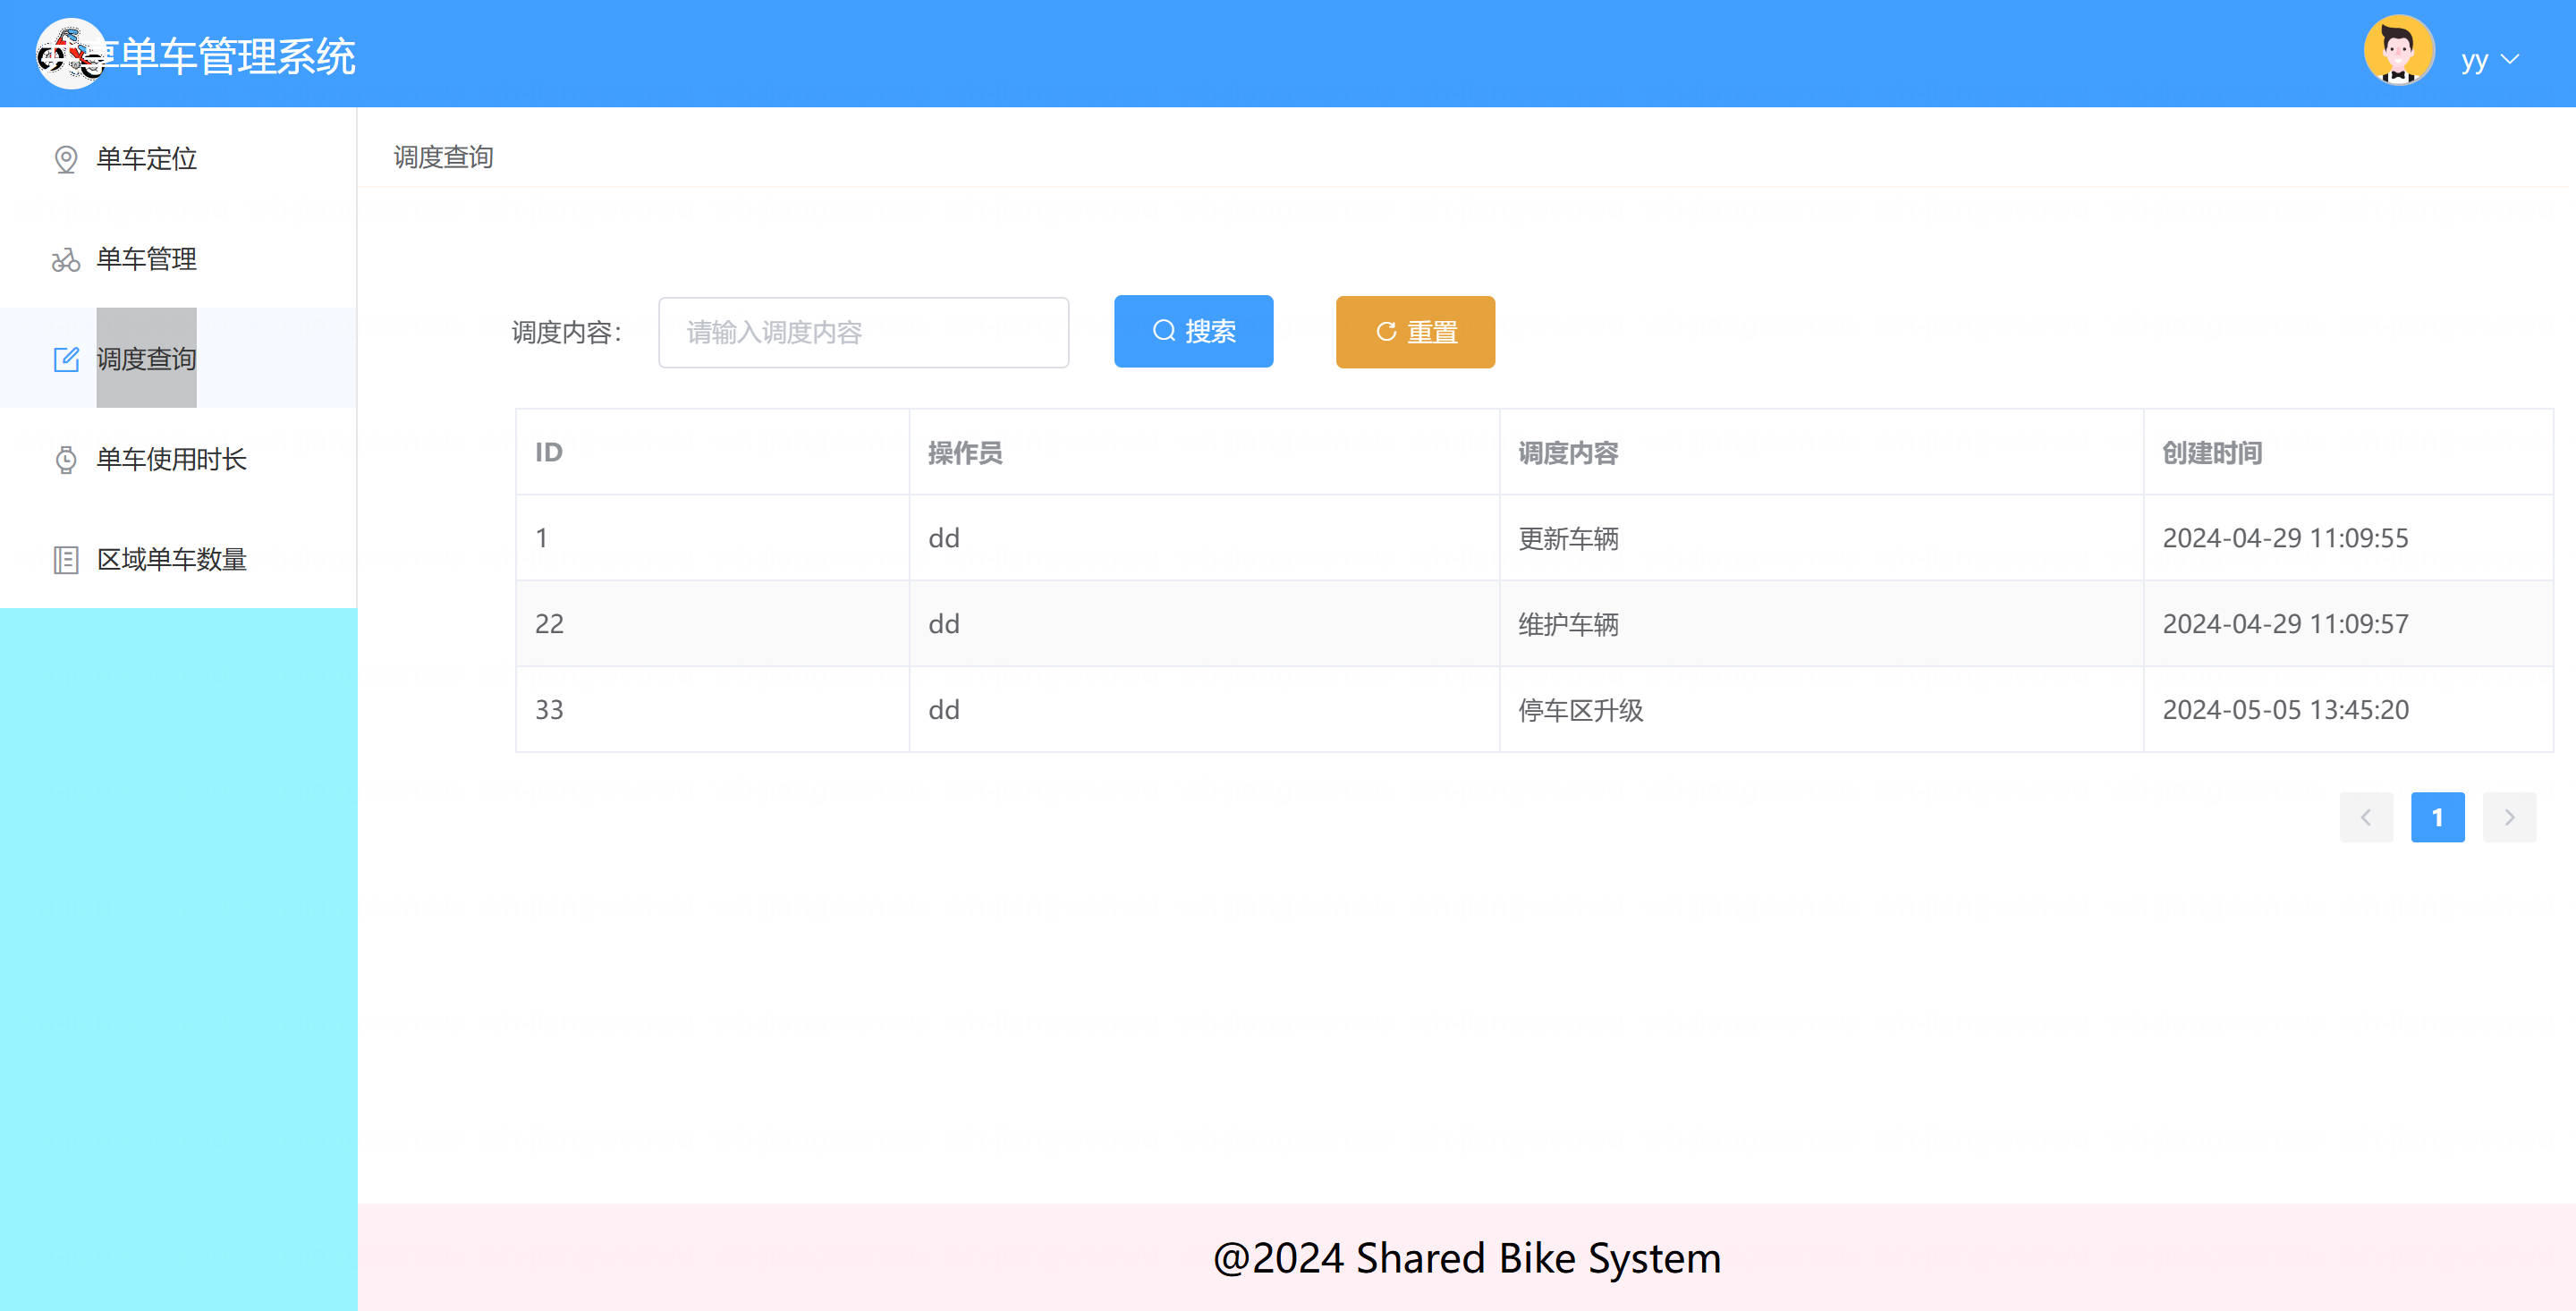 享单车管理系统
yy
单车定位
单车管理
调度查询
单车使用时长
区域单车数量
调度查询
调度内容：
请输入调度内容
搜索
重置
ID 操作员 调度内容 创建时间
1 dd 更新车辆 2024-04-29 11:09:55
22 dd 维护车辆 2024-04-29 11:09:57
33 dd 停车区升级 2024-05-05 13:45:20
1
@2024 Shared Bike System